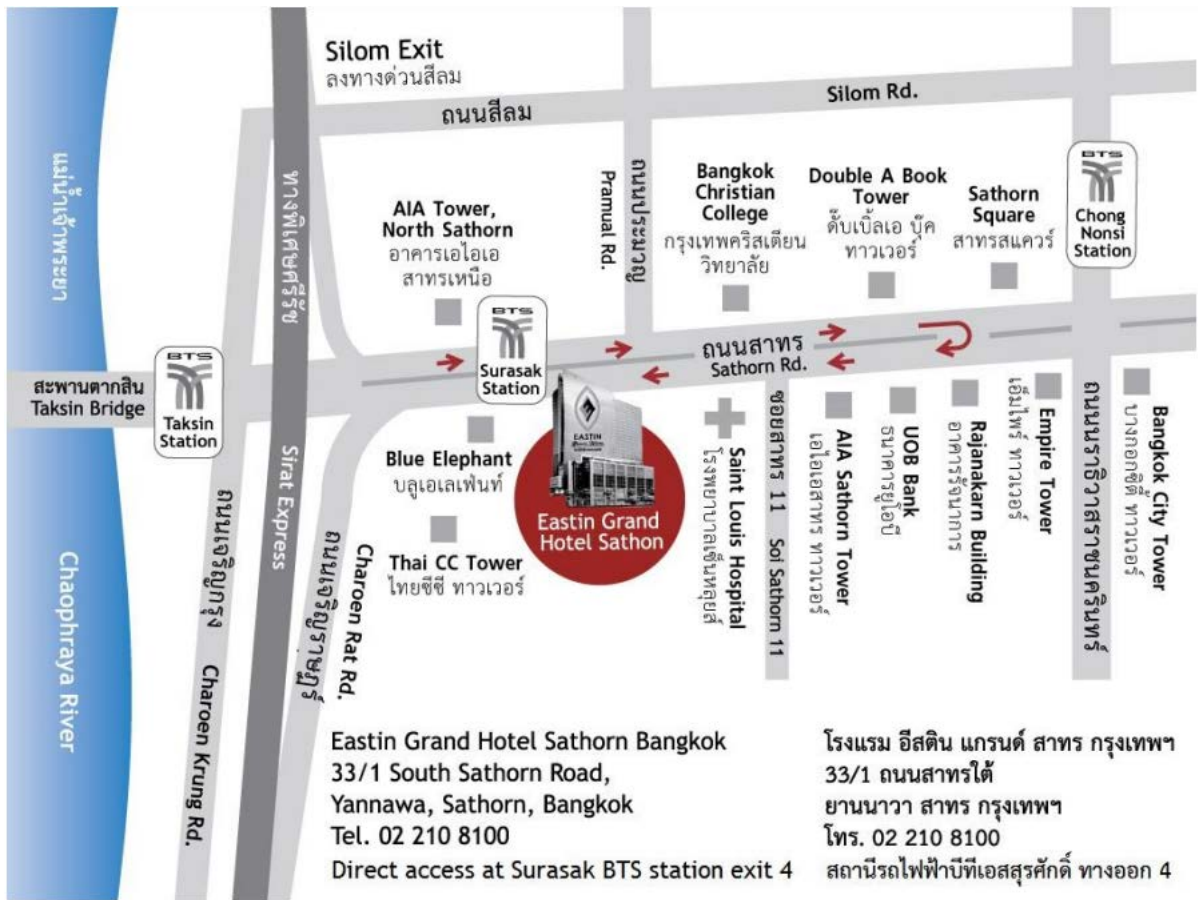 Silom Exit
ลงทางด่วนสีลม
Silom Rd.
ถนนสีลม
แม่น้ำเจ้าพระยา
Chaophraya River
ทางพิเศษศรีรัช
Sirat Express
AIA Tower,
North Sathorn
อาคารเอไอเอ
สาทรเหนือ
Pramual Rd.
ถนนประมวญ
Bangkok
Christian
College
กรุงเทพคริสเตียน
วิทยาลัย
Double A Book
Tower
ดั๊บเบิ้ลเอ บุ๊ค
ทาวเวอร์
Sathorn
Square
สาทรสแควร์
BTS
Chong
Nonsi
Station
BTS
Surasak
Station
BTS
Taksin
Station
สะพานตากสิน
Taksin Bridge
ถนนสาทร
Sathorn Rd.
Blue Elephant
บลูเอเลเฟ่นท์
Thai CC Tower
ไทยซีซี ทาวเวอร์
EASTIN
Eastin Grand
Hotel Sathon
Saint Louis Hospital
โรงพยาบาลเซ็นหลุยส์
ซอยสาทร 11 Soi Sathorn 11
AIA Sathorn Tower
เอไอเอสาทร ทาวเวอร์
UOB Bank
ธนาคารยูโอบี
Rajanakarn Building
อาคารรัจนาการ
Empire Tower
เอ็มไพร์ ทาวเวอร์
ถนนนราธิวาสราชนครินทร์
Bangkok City Tower
บางกอกซิตี้ ทาวเวอร์
ถนนเจริญกรุง
Charoen Krung Rd.
ถนนเจริญราษฎร์
Charoen Rat Rd.
Eastin Grand Hotel Sathorn Bangkok
33/1 South Sathorn Road,
Yannawa, Sathorn, Bangkok
Tel. 02 210 8100
Direct access at Surasak BTS station exit 4
โรงแรม อีสติน แกรนด์ สาทร กรุงเทพฯ
33/1 ถนนสาทรใต้
ยานนาวา สาทร กรุงเทพฯ
โทร. 02 210 8100
สถานีรถไฟฟ้าบีทีเอสสุรศักดิ์ ทางออก 4